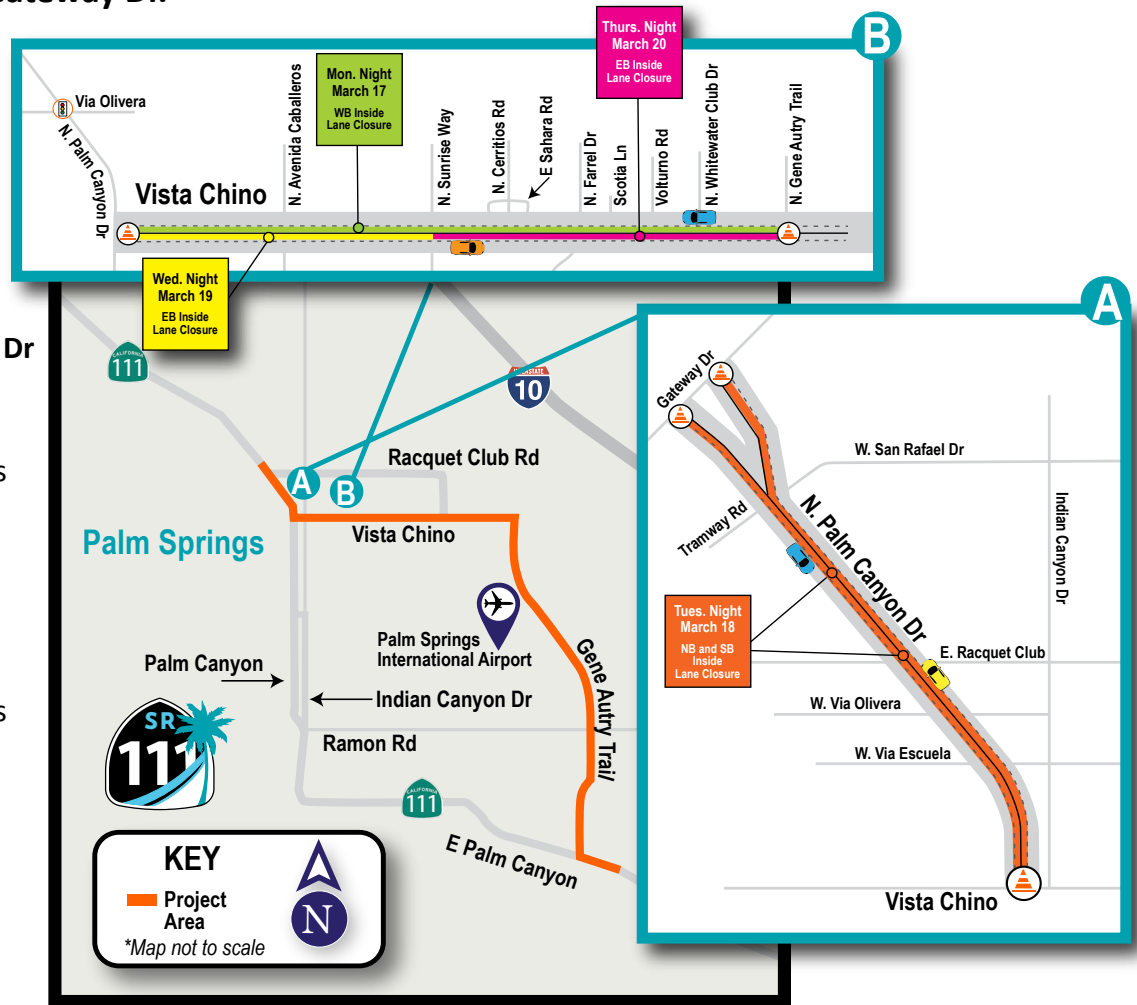 B
Via Olivera
N. Palm Canyon Dr
Mon. Night
March 17
WB Inside
Lane Closure
Thurs. Night
March 20
EB Inside
Lane Closure
N. Avenida Caballeros
N. Sunrise Way
N. Cerritios Rd
E Sahara Rd
N. Farrel Dr
Scotia Ln
Volturno Rd
N. Whitewater Club Dr
N. Gene Autry Trail
Vista Chino
Wed. Night
March 19
EB Inside
Lane Closure
Dr
s
s
CALIFORNIA
111
INTERSTATE
10
Racquet Club Rd
A
B
Vista Chino
Palm Springs
Palm Springs
International Airport
Palm Canyon
Indian Canyon Dr
Gene Autry Trail
Ramon Rd
SR
111
CALIFORNIA
111
E Palm Canyon
KEY
Project
Area
*Map not to scale
N
A
Gateway Dr
W. San Rafael Dr
Tramway Rd
N. Palm Canyon Dr
Indian Canyon Dr
Tues. Night
March 18
NB and SB
Inside
Lane Closure
E. Racquet Club
W. Via Olivera
W. Via Escuela
Vista Chino